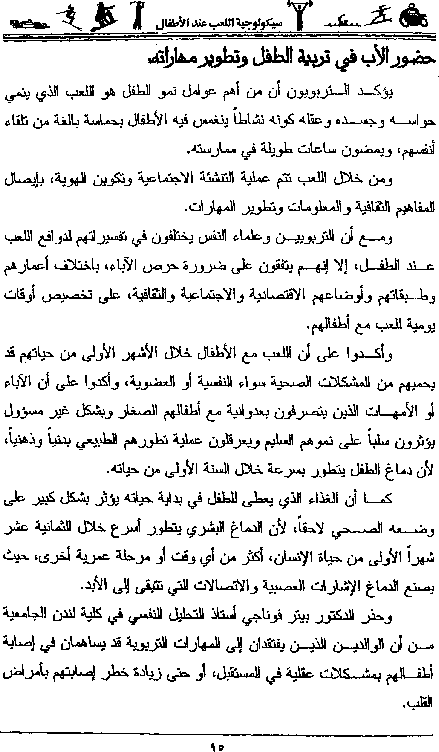 سيكولوجية اللعب عند الأطفال
حضور الأب في تربية الطفل وتطوير مهاراته:
يؤكد التربويون أن من أهم عوامل نمو الطفل هو اللعب الذي ينمي
حواسه وجسده وعقله كونه نشاطاً ينغمس فيه الأطفال بحماسة بالغة من تلقاء
أنفسهم، ويمضون ساعات طويلة في ممارسته.
ومن خلال اللعب تتم عملية التنشئة الاجتماعية وتكوين الهوية، بإيصال
المفاهيم الثقافية والمعلومات وتطوير المهارات.
ومع أن التربويين وعلماء النفس يختلفون في تفسيراتهم لدوافع اللعب
عند الطفل، إلا إنهم يتفقون على ضرورة حرص الآباء، باختلاف أعمارهم
وطبقاتهم وأوضاعهم الاقتصادية والاجتماعية والثقافية، على تخصيص أوقات
يومية للعب مع أطفالهم.
وأكدوا على أن اللعب مع الأطفال خلال الأشهر الأولى من حياتهم قد
يحميهم من المشكلات الصحية سواء النفسية أو العضوية، وأكدوا على أن الآباء
أو الأمهات الذين يتصرفون بعدوانية مع أطفالهم الصغار وبشكل غير مسؤول
يؤثرون سلباً على نموهم السليم ويعرقلون عملية تطورهم الطبيعي بدنياً وذهنياً،
لأن دماغ الطفل يتطور بسرعة خلال السنة الأولى من حياته.
كما أن الغذاء الذي يعطى للطفل في بداية حياته يؤثر بشكل كبير على
وضعه الصحي لاحقاً، لأن الدماغ البشري يتطور أسرع خلال الثمانية عشر
شهراً الأولى من حياة الإنسان، أكثر من أي وقت أو مرحلة عمرية أخرى، حيث
يصنع الدماغ الإشارات العصبية والاتصالات التي تتبقى إلى الأبد.
وحذر الدكتور بيتر فوناجي أستاذ التحليل النفسي في كلية لندن الجامعية
من أن الوالدين الذين يفتقدان إلى المهارات التربوية قد يساهمان في إصابة
أطفالهم بمشكلات عقلية في المستقبل، أو حتى زيادة خطر إصابتهم بأمراض
القلب.
٩٥